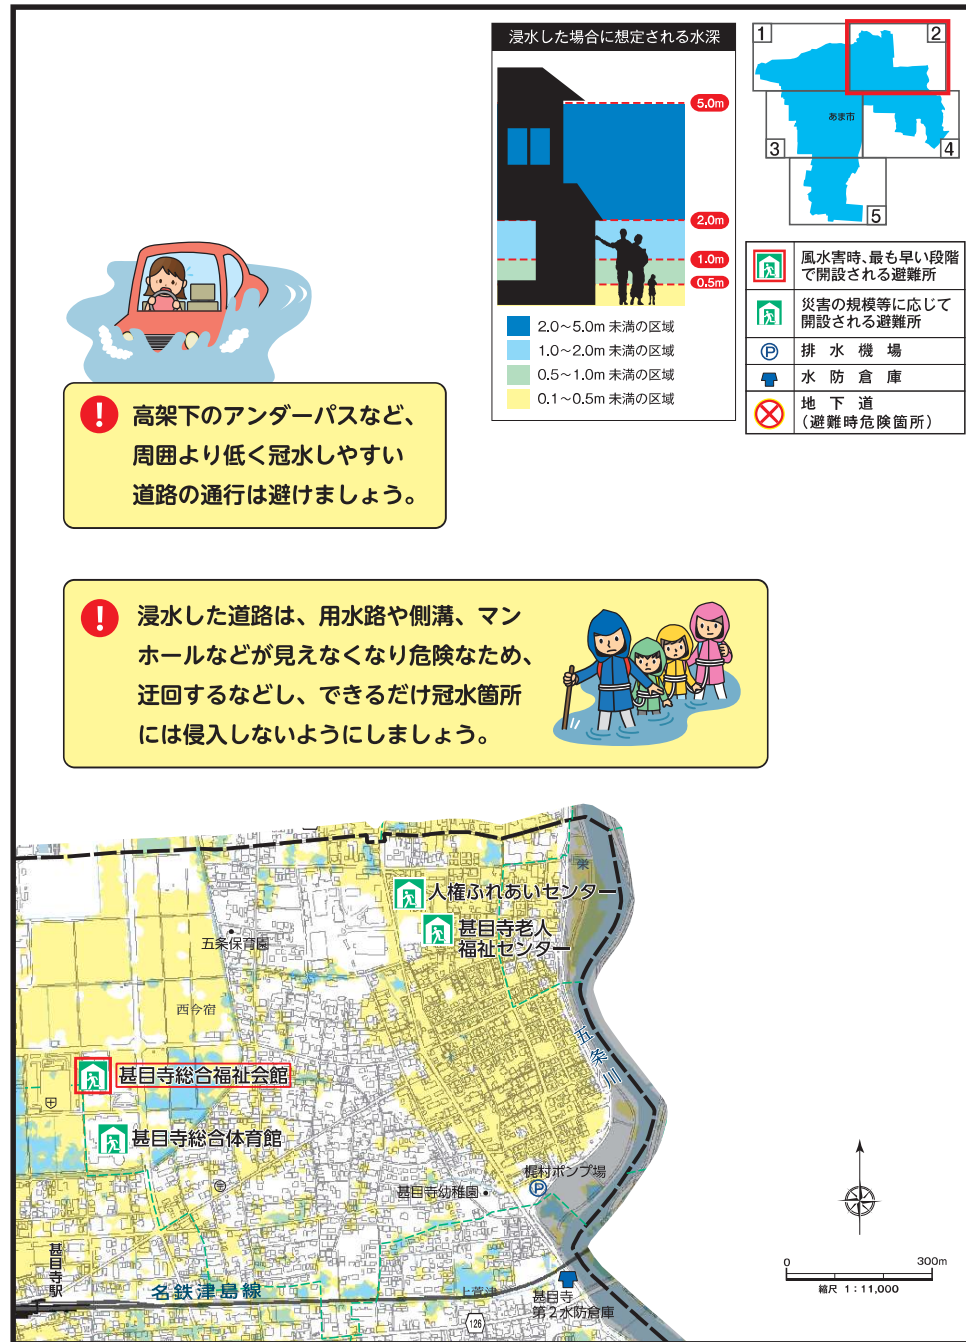 浸水した場合に想定される水深
5.0m
2.0m
1.0m
0.5m
2.0～5.0m 未満の区域
1.0～2.0m 未満の区域
0.5～1.0m 未満の区域
0.1～0.5m 未満の区域
1
2
あま市
3
4
5
風水害時、最も早い段階
で開設される避難所
災害の規模等に応じて
開設される避難所
P
排水機場
水防倉庫
地下道
（避難時危険箇所）
! 高架下のアンダーパスなど、
周囲より低く冠水しやすい
道路の通行は避けましょう。
! 浸水した道路は、用水路や側溝、マン
ホールなどが見えなくなり危険なため、
迂回するなどし、できるだけ冠水箇所
には侵入しないようにしましょう。
栄
人権ふれあいセンター
甚目寺老人
福祉センター
五条保育園
西今宿
五条川
甚目寺総合福祉会館
甚目寺総合体育館
梶村ポンプ場
P
甚目寺幼稚園
甚目寺駅
名鉄津島線
上萱津
甚目寺
第2水防倉庫
126
0 300m
縮尺 1：11,000